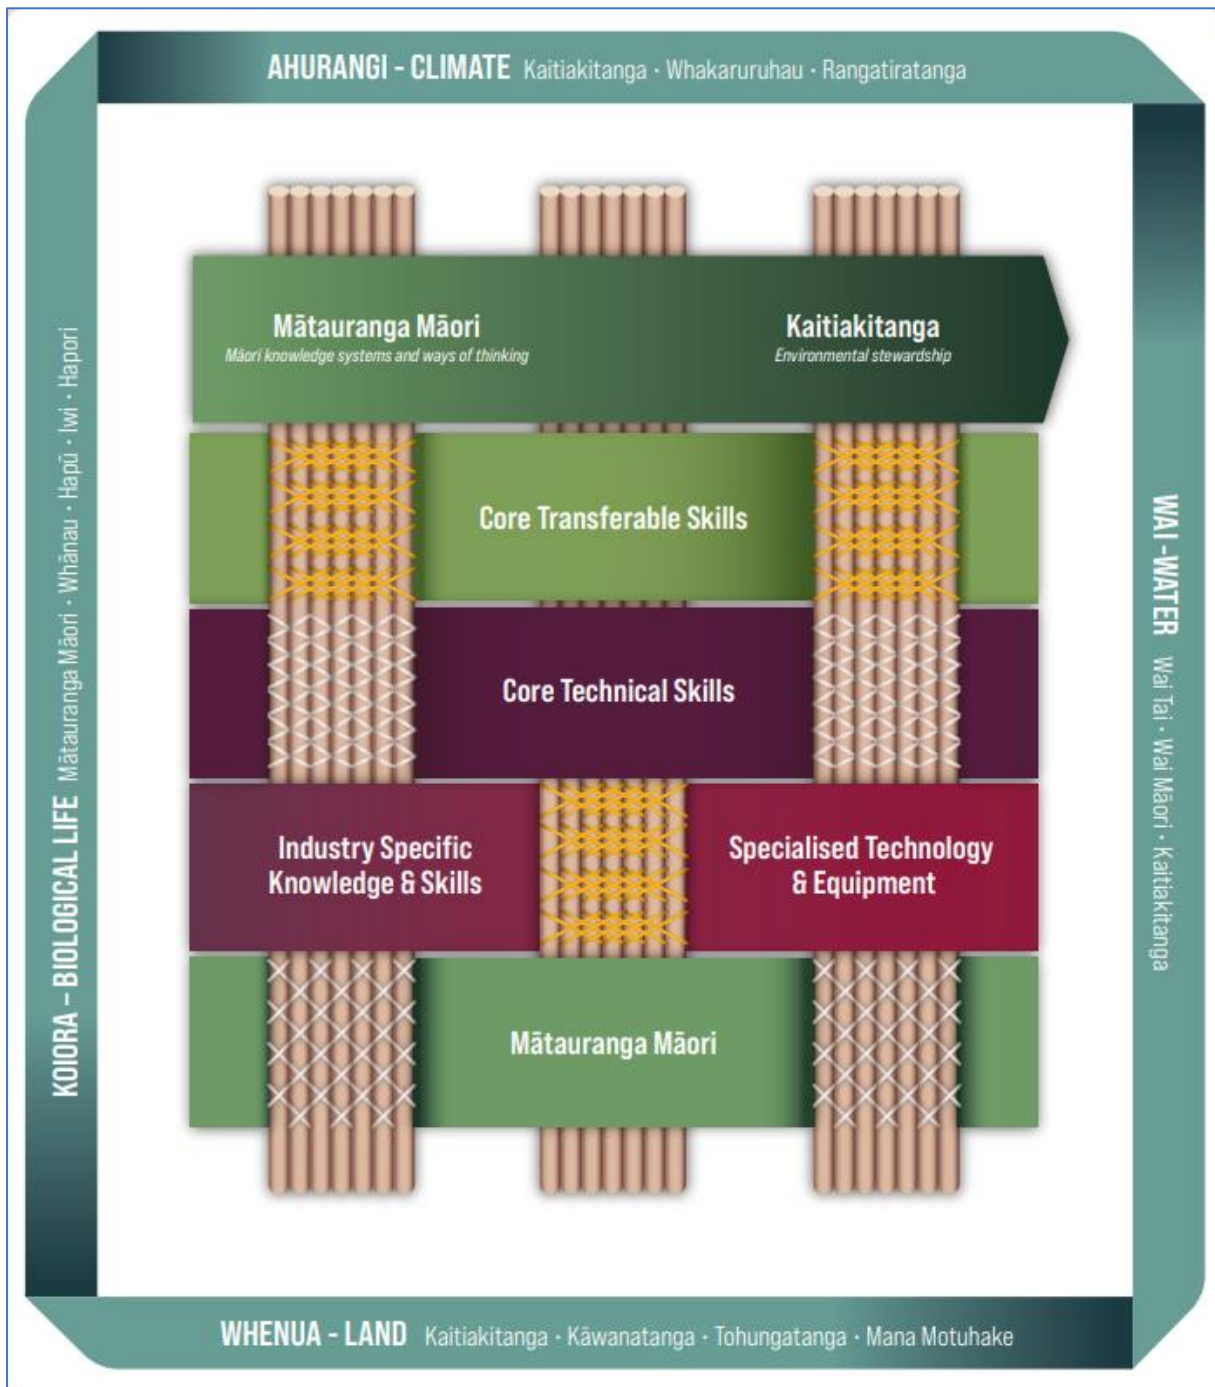 AHURANGI - CLIMATE Kaitiakitanga · Whakaruruhau · Rangatiratanga
KOIORA – BIOLOGICAL LIFE Mātauranga Māori · Whānau · Hapū · Iwi · Hapori
Mātauranga Māori
Māori knowledge systems and ways of thinking
Kaitiakitanga
Environmental stewardship
Core Transferable Skills
Core Technical Skills
Industry Specific
Knowledge & Skills
Specialised Technology
& Equipment
Mātauranga Māori
WAI -WATER Wai Tai · Wai Māori · Kaitiakitanga
WHENUA - LAND Kaitiakitanga · Kāwanatanga · Tohungatanga · Mana Motuhake